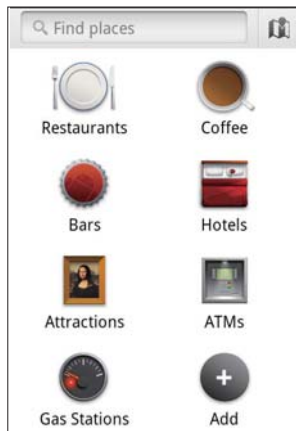 Find places
Restaurants Coffee
Bars Hotels
Attractions ATMs
Gas Stations Add